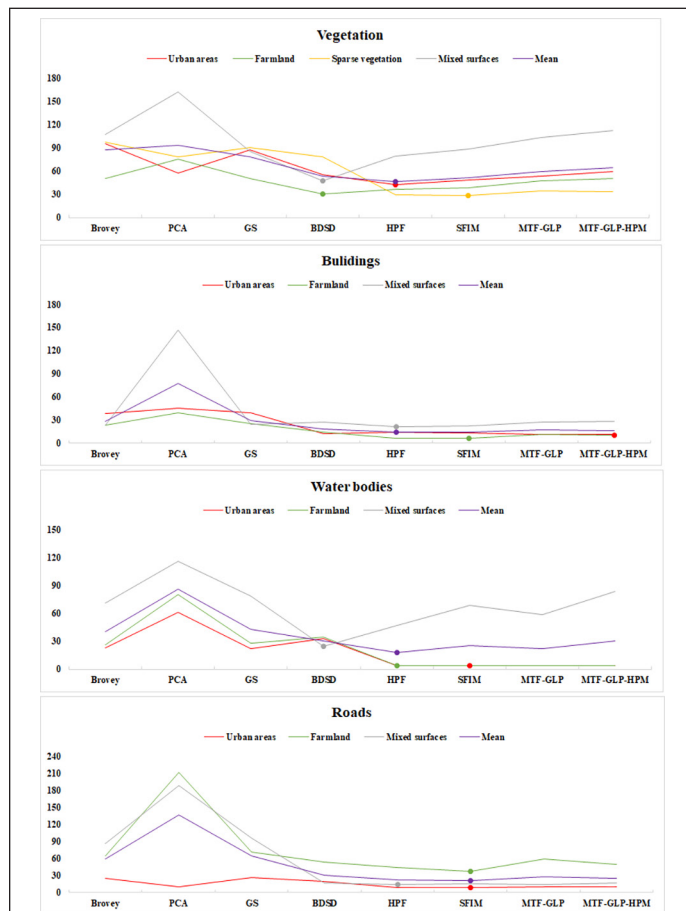 Vegetation
Urban areas Farmland Sparse vegetation Mixed surfaces Mean
180
150
120
90
60
30
0
Brovey PCA GS BDSD HPF SFIM MTF-GLP MTF-GLP-HPM
Bulidings
Urban areas Farmland Mixed surfaces Mean
180
150
120
90
60
30
0
Brovey PCA GS BDSD HPF SFIM MTF-GLP MTF-GLP-HPM
Water bodies
Urban areas Farmland Mixed surfaces Mean
150
120
90
60
30
0
Brovey PCA GS BDSD HPF SFIM MTF-GLP MTF-GLP-HPM
Roads
Urban areas Farmland Mixed surfaces Mean
240
210
180
150
120
90
60
30
0
Brovey PCA GS BDSD HPF SFIM MTF-GLP MTF-GLP-HPM